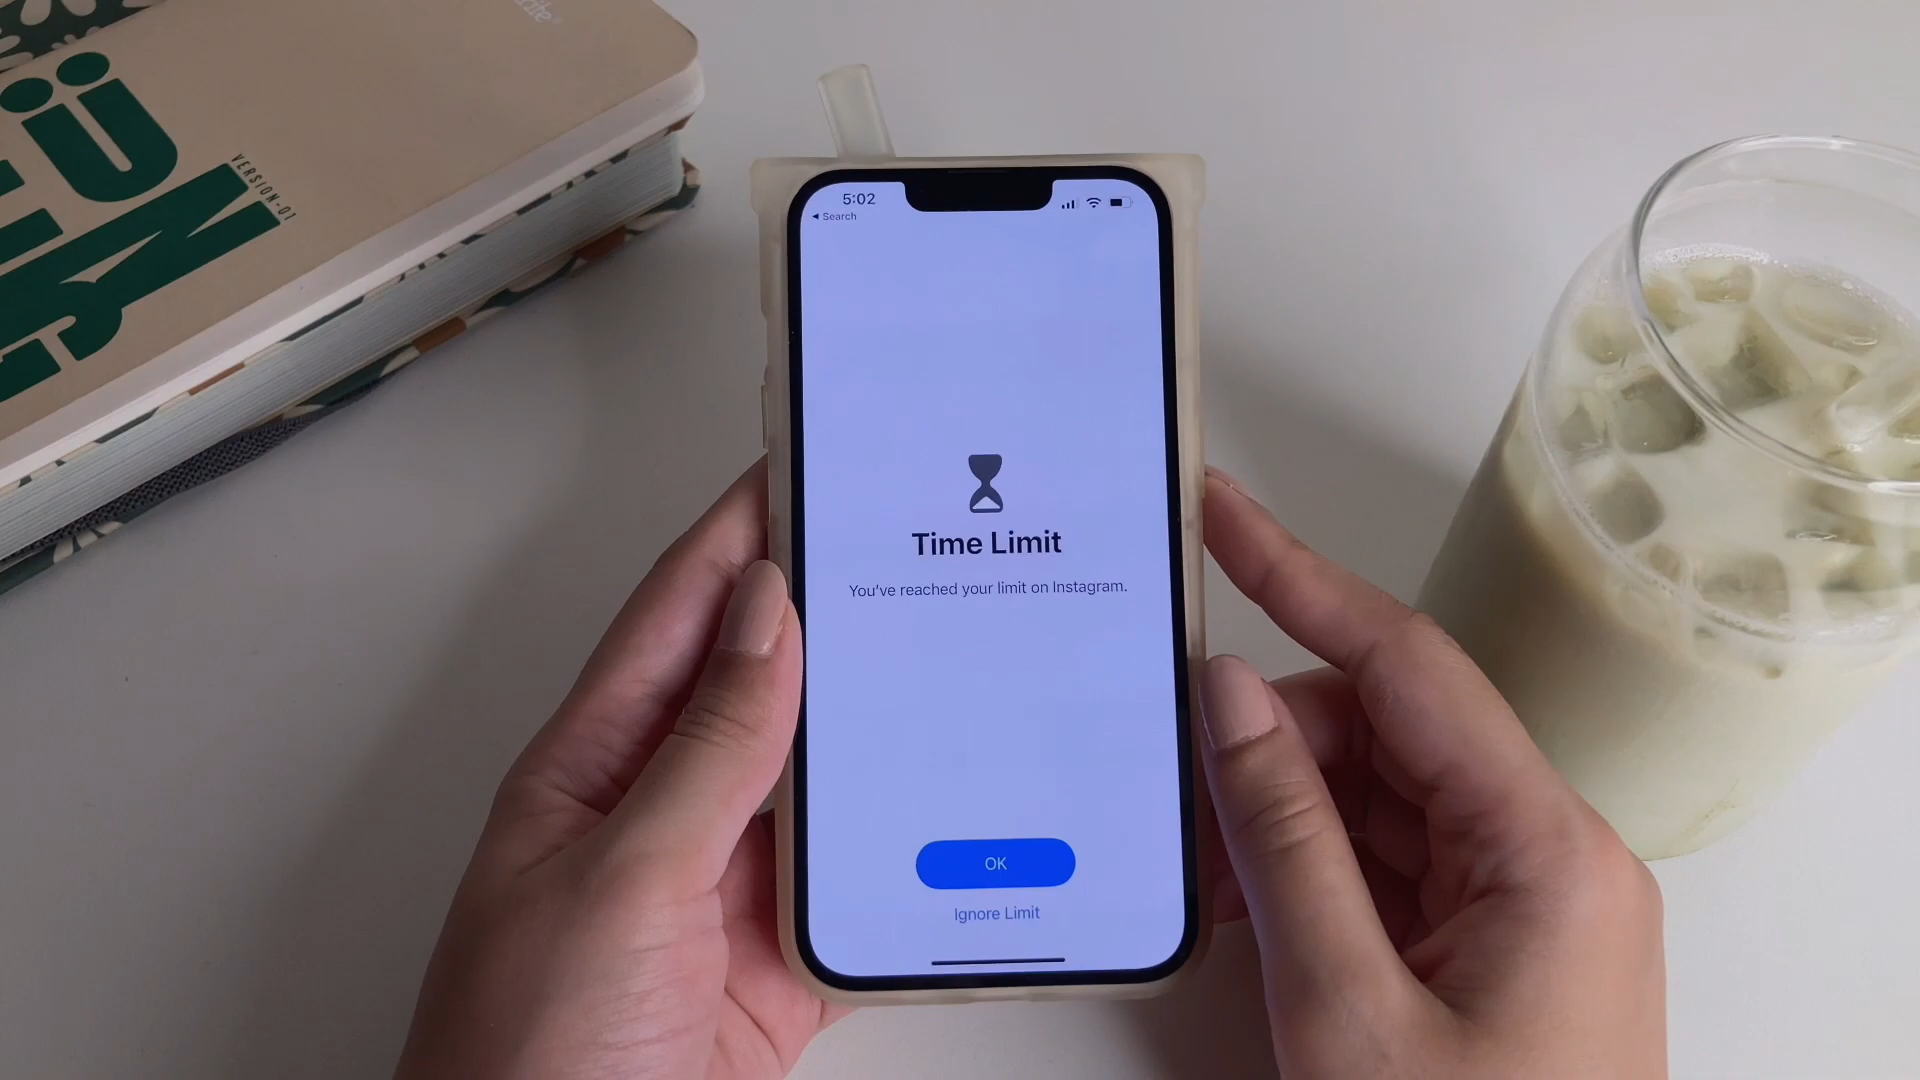 VERSION-01
5:02
Search
Time Limit
You've reached your limit on Instagram.
OK
Ignore Limit